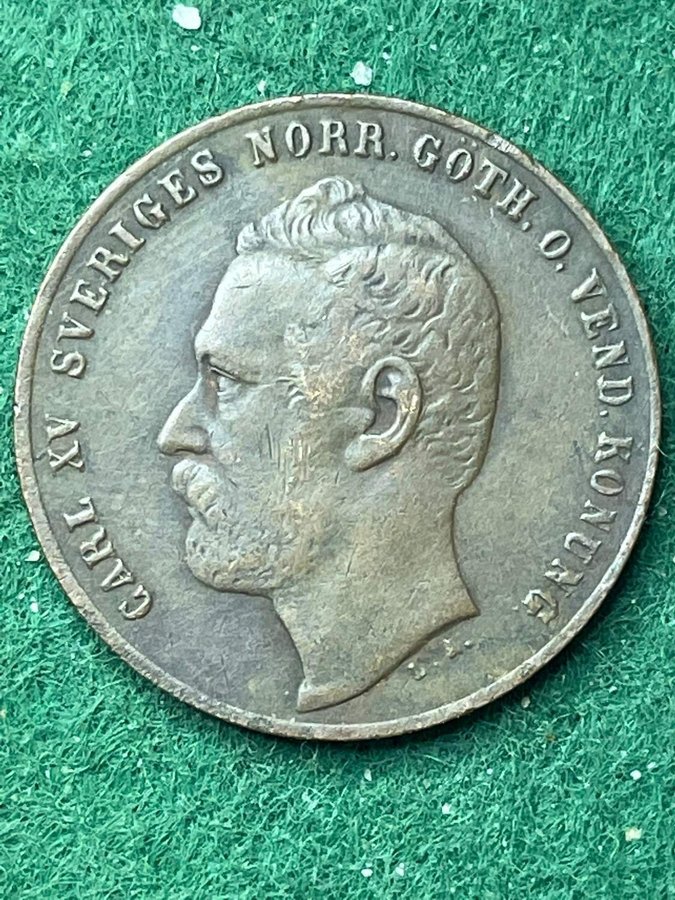 CARL XV SVERIGES NORR. GOTH. O. VEND. KONUNG